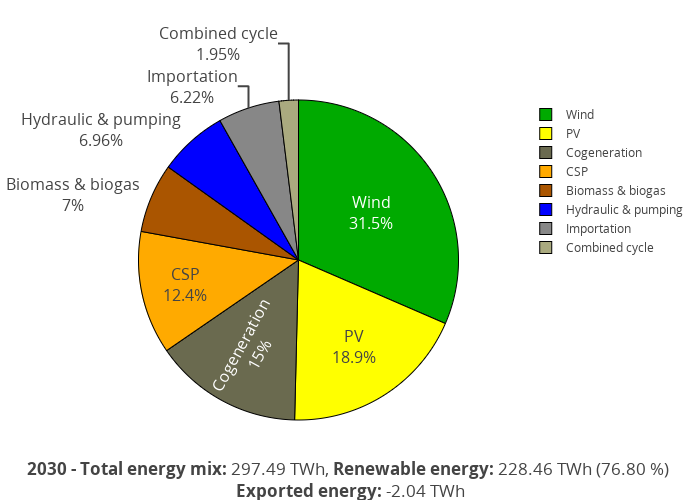 Combined cycle
1.95%
Importation
6.22%
Hydraulic & pumping
6.96%
Biomass & biogas
7%
CSP
12.4%
Cogeneration
15%
PV
18.9%
Wind
31.5%
Wind
PV
Cogeneration
CSP
Biomass & biogas
Hydraulic & pumping
Importation
Combined cycle
2030 - Total energy mix: 297.49 TWh, Renewable energy: 228.46 TWh (76.80 %)
Exported energy: -2.04 TWh